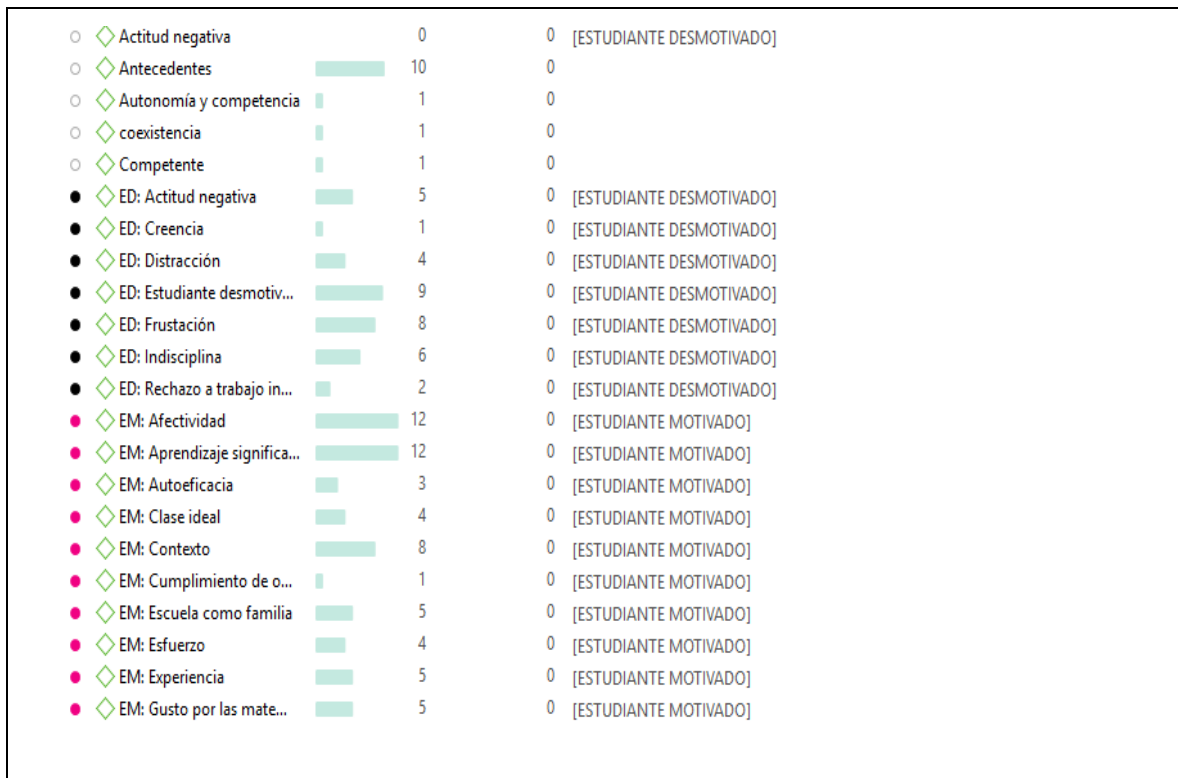 Actitud negativa 0 0 [ESTUDIANTE DESMOTIVADO]
Antecedentes 10 0
Autonomía y competencia 1 0
coexistencia 1 0
Competente 1 0
ED: Actitud negativa 5 0 [ESTUDIANTE DESMOTIVADO]
ED: Creencia 1 0 [ESTUDIANTE DESMOTIVADO]
ED: Distracción 4 0 [ESTUDIANTE DESMOTIVADO]
ED: Estudiante desmotiv... 9 0 [ESTUDIANTE DESMOTIVADO]
ED: Frustación 8 0 [ESTUDIANTE DESMOTIVADO]
ED: Indisciplina 6 0 [ESTUDIANTE DESMOTIVADO]
ED: Rechazo a trabajo in... 2 0 [ESTUDIANTE DESMOTIVADO]
EM: Afectividad 12 0 [ESTUDIANTE MOTIVADO]
EM: Aprendizaje significa... 12 0 [ESTUDIANTE MOTIVADO]
EM: Autoeficacia 3 0 [ESTUDIANTE MOTIVADO]
EM: Clase ideal 4 0 [ESTUDIANTE MOTIVADO]
EM: Contexto 8 0 [ESTUDIANTE MOTIVADO]
EM: Cumplimiento de o... 1 0 [ESTUDIANTE MOTIVADO]
EM: Escuela como familia 5 0 [ESTUDIANTE MOTIVADO]
EM: Esfuerzo 4 0 [ESTUDIANTE MOTIVADO]
EM: Experiencia 5 0 [ESTUDIANTE MOTIVADO]
EM: Gusto por las mate... 5 0 [ESTUDIANTE MOTIVADO]